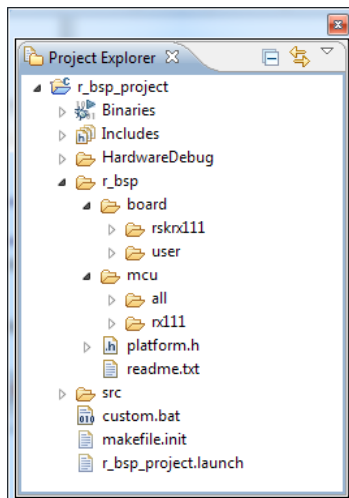 Project Explorer
r_bsp_project
Binaries
Includes
HardwareDebug
r_bsp
board
rskrx111
user
mcu
all
rx111
platform.h
readme.txt
src
custom.bat
makefile.init
r_bsp_project.launch